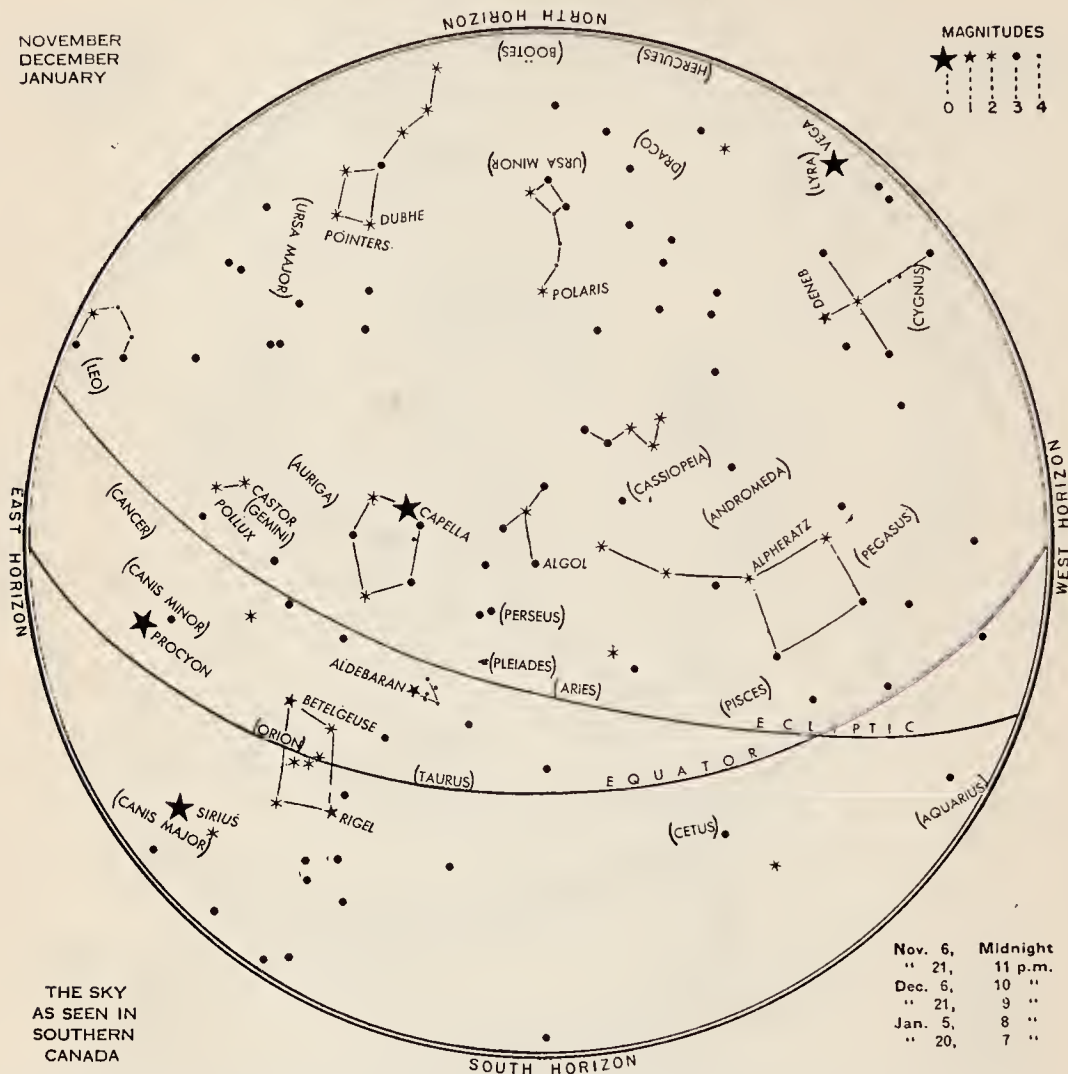 NOVEMBER
DECEMBER
JANUARY
NORTH HORIZON
MAGNITUDES
0 1 2 3 4
(BOÖTES)
(HERCULES)
(DRACO)
(URSA MINOR)
VEGA
(LYRA)
DUBHE
POINTERS
(URSA MAJOR)
POLARIS
DENEB
(CYGNUS)
(LEO)
(CASSIOPEIA)
(ANDROMEDA)
WEST HORIZON
EAST HORIZON
(CANCER)
CASTOR
(GEMINI)
POLLUX
(AURIGA)
CAPELLA
ALGOL
ALPHERATZ
(PEGASUS)
(CANIS MINOR)
PROCYON
(PERSEUS)
(PLEIADES)
ALDEBARAN
(ARIES)
(PISCES)
ECLIPTIC
BETELGEUSE
(ORION)
EQUATOR
(TAURUS)
SIRIUS
(CANIS MAJOR)
RIGEL
(CETUS)
(AQUARIUS)
THE SKY
AS SEEN IN
SOUTHERN
CANADA
SOUTH HORIZON
Nov. 6, Midnight
" 21, 11 p.m.
Dec. 6, 10 "
" 21, 9 "
Jan. 5, 8 "
" 20, 7 "